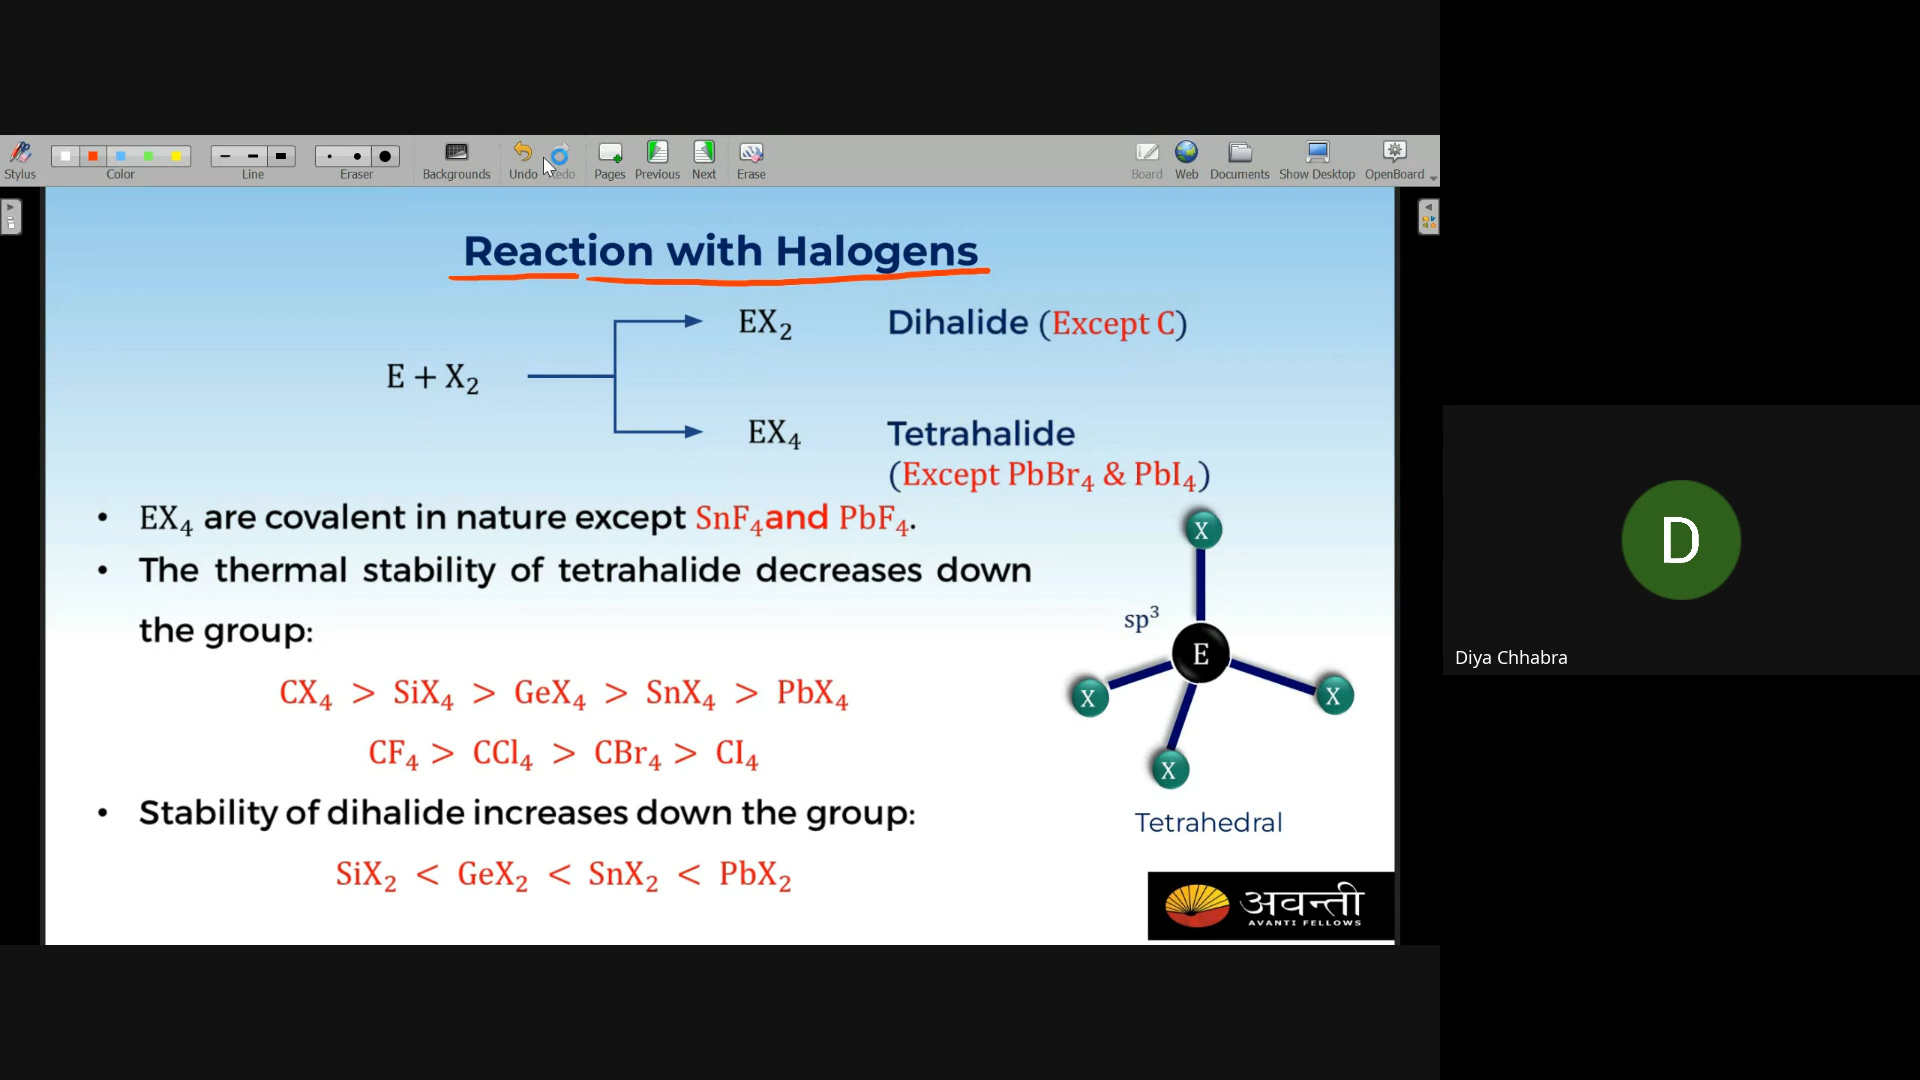 Stylus Color Line Eraser Backgrounds Undo Redo Pages Previous Next Erase Board Web Documents Show Desktop OpenBoard
Reaction with Halogens
EX₂ Dihalide (Except C)
E + X₂
EX₄ Tetrahalide
(Except PbBr₄ & PbI₄)
• EX₄ are covalent in nature except SnF₄and PbF₄.
• The thermal stability of tetrahalide decreases down
the group:
CX₄ > SiX₄ > GeX₄ > SnX₄ > PbX₄
CF₄ > CCl₄ > CBr₄ > CI₄
• Stability of dihalide increases down the group:
SiX₂ < GeX₂ < SnX₂ < PbX₂
X
sp³
E
X
X
X
Tetrahedral
अवन्ती
AVANTI FELLOWS
D
Diya Chhabra